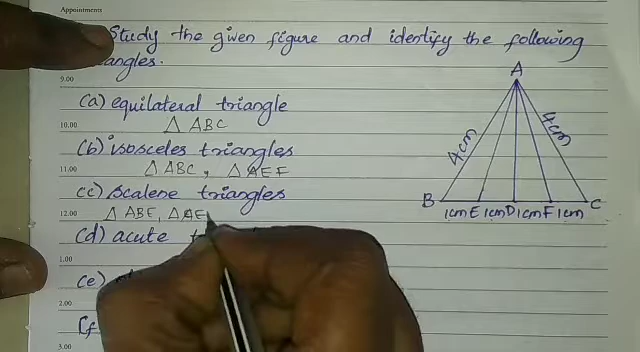 Appointments
Study the given figure and identify the following
angles.
9.00
(a) equilateral triangle
△ ABC
10.00
(b) isosceles triangles
△ ABC, △ AEF
11.00
(c) scalene triangles
△ ABE, △AE
12.00
(d) acute
1.00
(e)
2.00
(f
3.00
A
4cm
4cm
B
C
1cm E 1cm D 1cm F 1cm